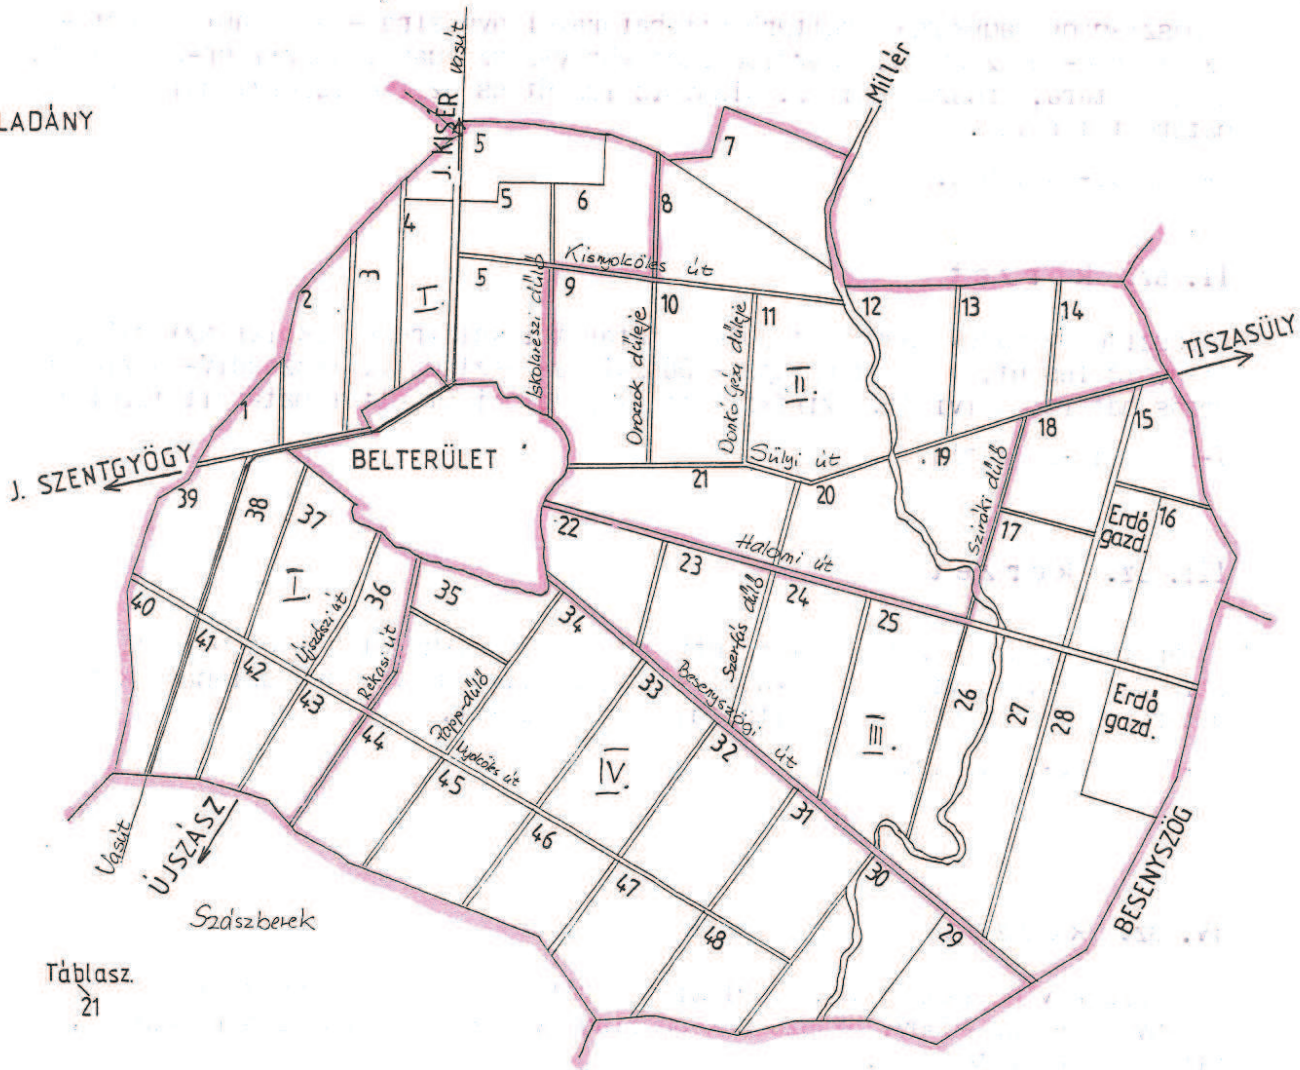 LADÁNY
J. KISÉR
Vasút
Millér
5
7
4
5
6
8
3
I.
5
Kisnyolcöles út
2
Iskolarészi dűlő
9
10
11
12
13
14
TISZASÜLY
Oroszok dűlője
Donkó Géza dűlője
II.
1
15
18
BELTERÜLET
Sülyi út
19
J. SZENTGYÖGY
39
38
37
21
20
Sziráki dűlő
22
17
Erdő
gazd.
16
Halomi út
23
I.
36
35
Szerfás dűlő
24
25
40
34
Újszászi út
41
42
Rékasi út
33
Besenyszögi út
26
27
28
43
Papp-dűlő
Erdő
gazd.
44
Nyolcöles út
32
III.
45
IV.
31
46
30
Vasút
ÚJSZÁSZ
47
BESENYSZÖG
48
29
Szászberek
Táblasz.
21